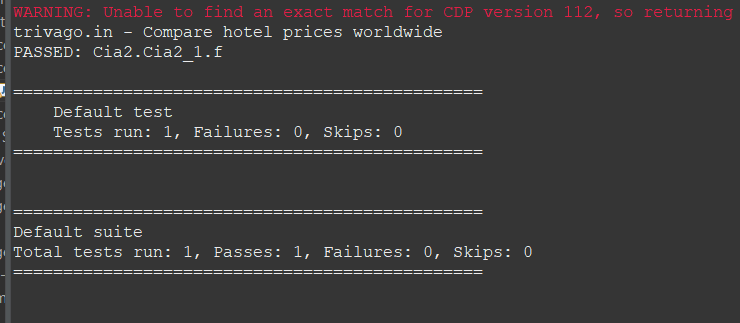 WARNING: Unable to find an exact match for CDP version 112, so returning
trivago.in - Compare hotel prices worldwide
PASSED: Cia2.Cia2_1.f
===============================================
Default test
Tests run: 1, Failures: 0, Skips: 0
===============================================
===============================================
Default suite
Total tests run: 1, Passes: 1, Failures: 0, Skips: 0
===============================================